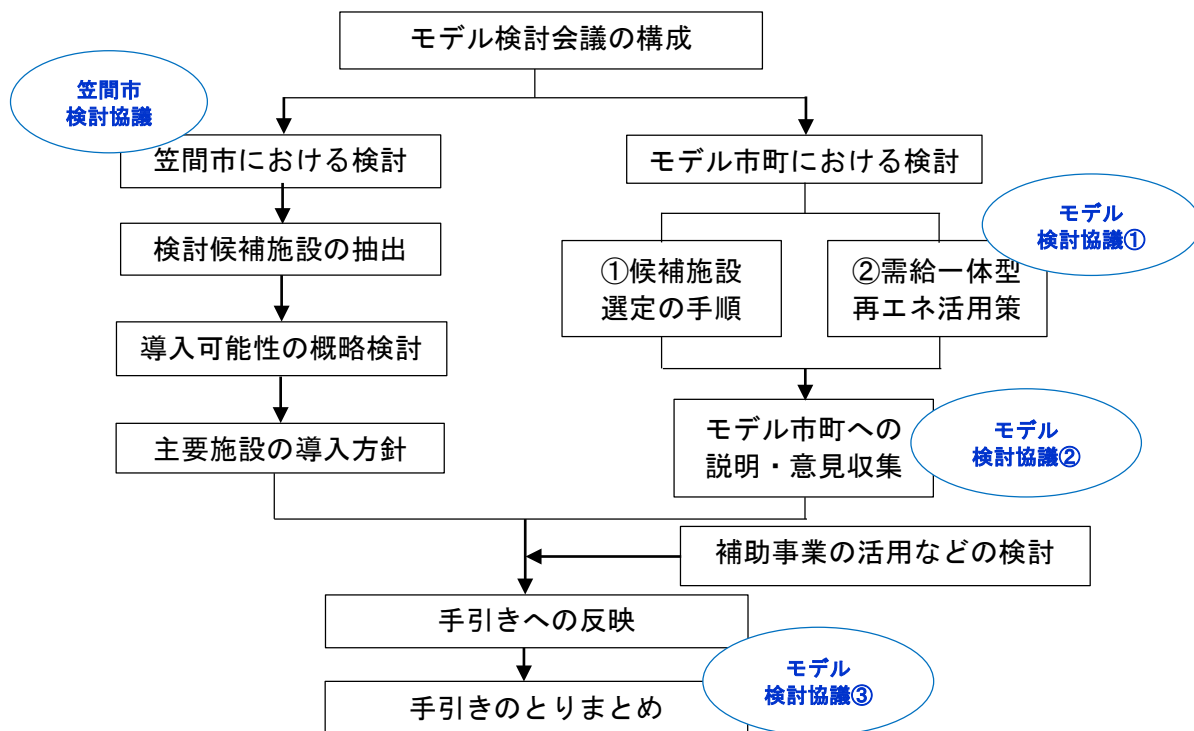 モデル検討会議の構成
笠間市
検討協議
笠間市における検討
モデル市町における検討
検討候補施設の抽出
モデル
検討協議①
①候補施設
選定の手順
②需給一体型
再エネ活用策
導入可能性の概略検討
主要施設の導入方針
モデル市町への
説明・意見収集
モデル
検討協議②
補助事業の活用などの検討
手引きへの反映
モデル
検討協議③
手引きのとりまとめ